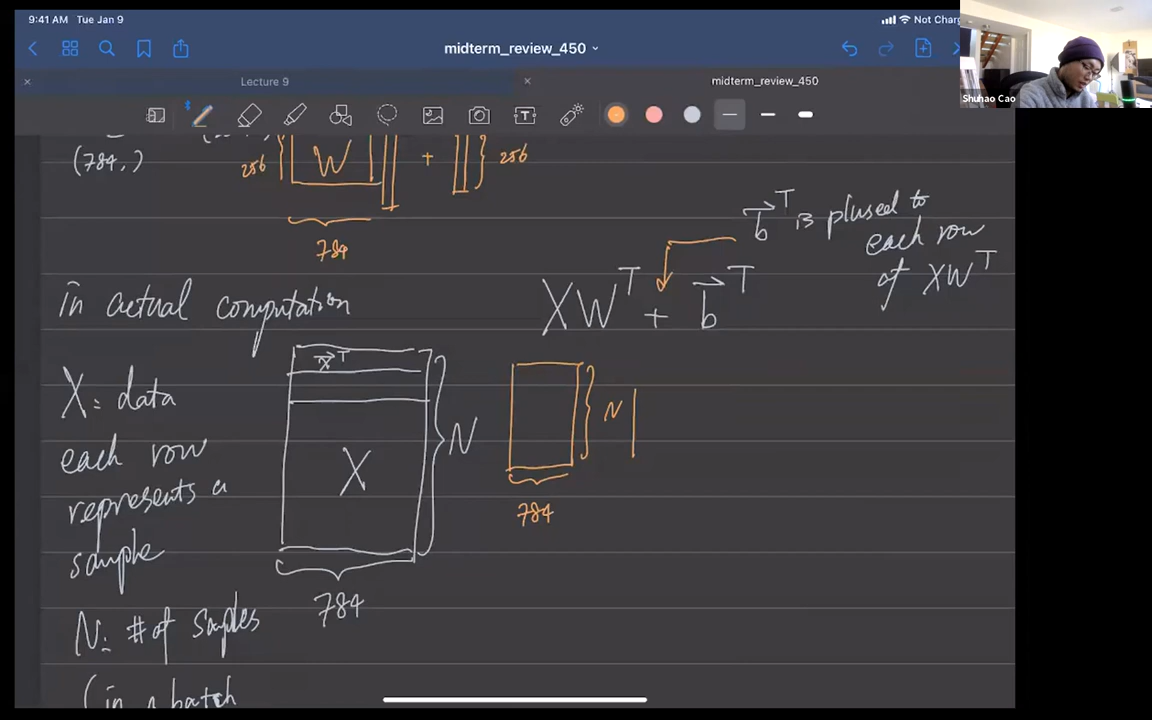 9:41 AM Tue Jan 9
Not Charg
midterm_review_450
Lecture 9
midterm_review_450
Shuhao Cao
(784, )
256 W + 256
784
b⃗ᵀ is plused to
each row
of XWᵀ
in actual computation
XWᵀ + b⃗ᵀ
x⃗ᵀ
X: data
each row
represents a
sample
X
N
784
N
784
N: # of samples
(in a batch